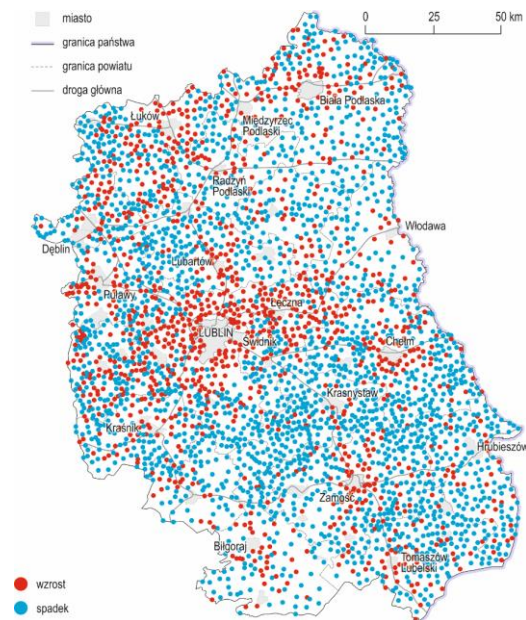 miasto
granica państwa
granica powiatu
droga główna
0 25 50 km
Biała Podlaska
Łuków
Międzyrzec
Podlaski
Radzyń
Podlaski
Włodawa
Dęblin
Lubartów
Puławy
Łęczna
LUBLIN
Świdnik
Chełm
Krasnystaw
Kraśnik
Hrubieszów
Zamość
Biłgoraj
Tomaszów
Lubelski
wzrost
spadek